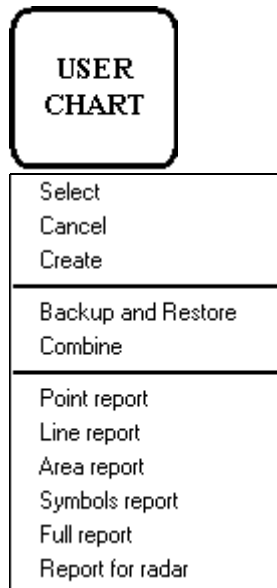 USER
CHART
Select
Cancel
Create
Backup and Restore
Combine
Point report
Line report
Area report
Symbols report
Full report
Report for radar